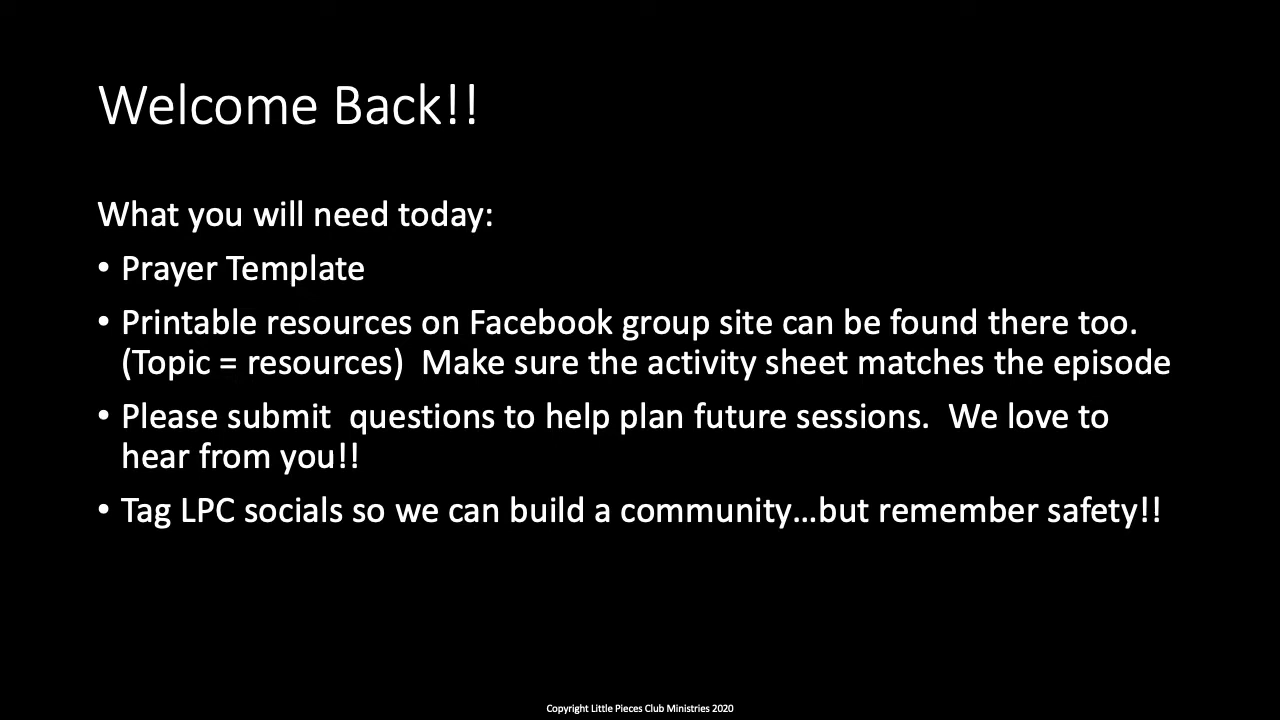 Welcome Back!!
What you will need today:
• Prayer Template
• Printable resources on Facebook group site can be found there too.
(Topic = resources)  Make sure the activity sheet matches the episode
• Please submit  questions to help plan future sessions.  We love to
hear from you!!
• Tag LPC socials so we can build a community...but remember safety!!
Copyright Little Pieces Club Ministries 2020